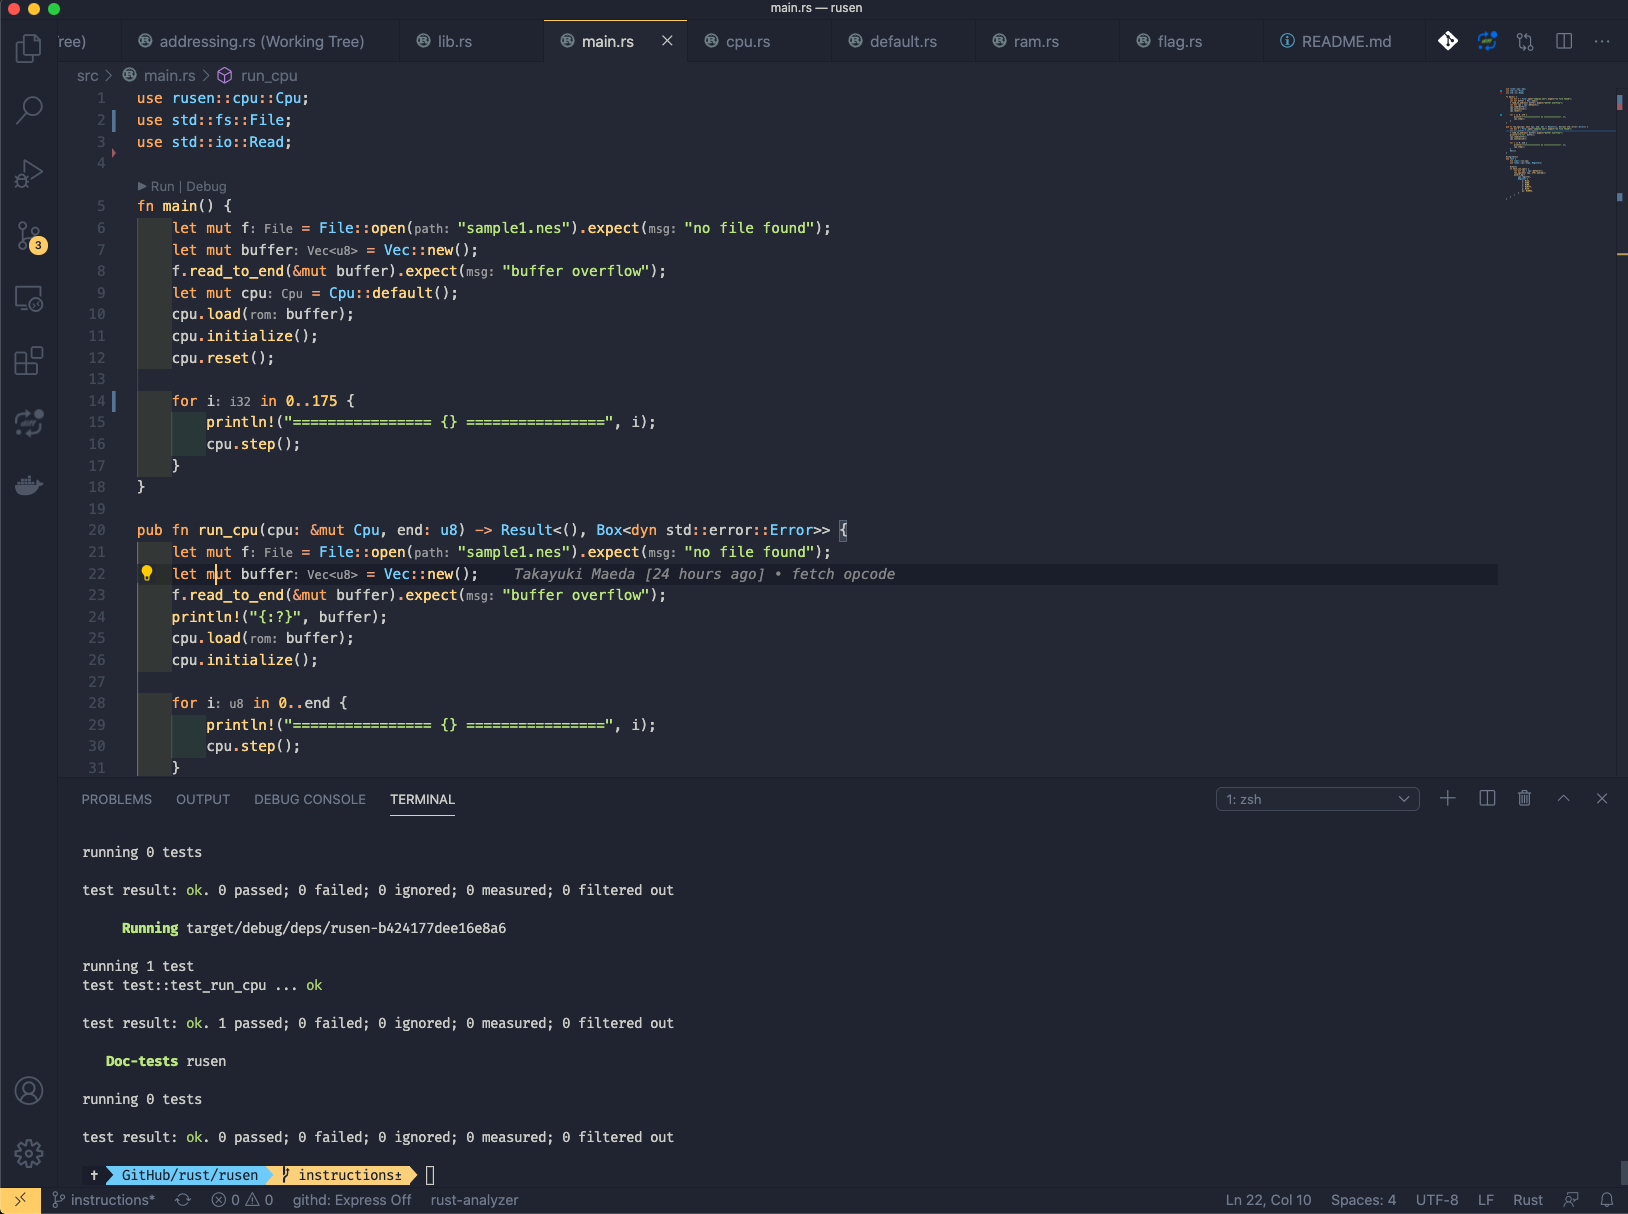 main.rs — rusen
ree)
addressing.rs (Working Tree)
lib.rs
main.rs
cpu.rs
default.rs
ram.rs
flag.rs
README.md
src > main.rs > run_cpu
1 use rusen::cpu::Cpu;
2 use std::fs::File;
3 use std::io::Read;
4
Run | Debug
5 fn main() {
6 let mut f: File = File::open(path: "sample1.nes").expect(msg: "no file found");
7 let mut buffer: Vec<u8> = Vec::new();
8 f.read_to_end(&mut buffer).expect(msg: "buffer overflow");
9 let mut cpu: Cpu = Cpu::default();
10 cpu.load(rom: buffer);
11 cpu.initialize();
12 cpu.reset();
13
14 for i: i32 in 0..175 {
15 println!("================ {} ================", i);
16 cpu.step();
17 }
18 }
19
20 pub fn run_cpu(cpu: &mut Cpu, end: u8) -> Result<(), Box<dyn std::error::Error>> {
21 let mut f: File = File::open(path: "sample1.nes").expect(msg: "no file found");
22 let mut buffer: Vec<u8> = Vec::new(); Takayuki Maeda [24 hours ago] • fetch opcode
23 f.read_to_end(&mut buffer).expect(msg: "buffer overflow");
24 println!("{:?}", buffer);
25 cpu.load(rom: buffer);
26 cpu.initialize();
27
28 for i: u8 in 0..end {
29 println!("================ {} ================", i);
30 cpu.step();
31 }
3
PROBLEMS OUTPUT DEBUG CONSOLE TERMINAL
1: zsh
running 0 tests
test result: ok. 0 passed; 0 failed; 0 ignored; 0 measured; 0 filtered out
Running target/debug/deps/rusen-b424177dee16e8a6
running 1 test
test test::test_run_cpu ... ok
test result: ok. 1 passed; 0 failed; 0 ignored; 0 measured; 0 filtered out
Doc-tests rusen
running 0 tests
test result: ok. 0 passed; 0 failed; 0 ignored; 0 measured; 0 filtered out
GitHub/rust/rusen instructions±
instructions* 0 0 githd: Express Off rust-analyzer
Ln 22, Col 10 Spaces: 4 UTF-8 LF Rust